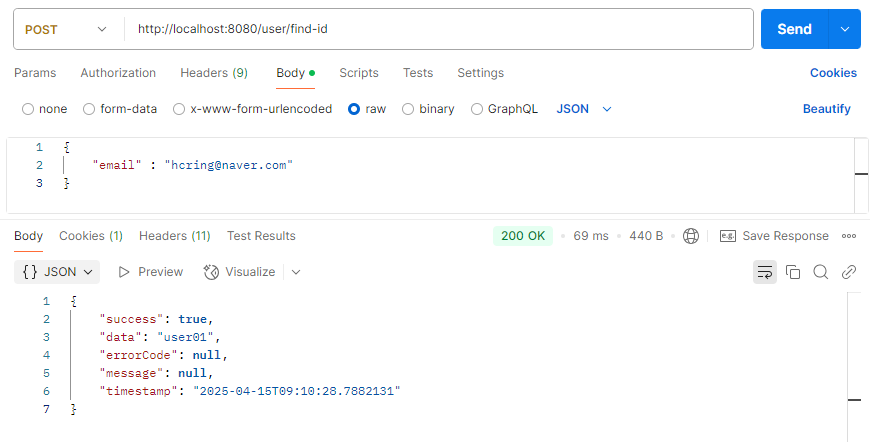 POST http://localhost:8080/user/find-id Send
Params Authorization Headers (9) Body Scripts Tests Settings Cookies
none form-data x-www-form-urlencoded raw binary GraphQL JSON Beautify
1 {
2 "email" : "hcring@naver.com"
3 }
Body Cookies (1) Headers (11) Test Results 200 OK • 69 ms • 440 B e.g. Save Response
{} JSON Preview Visualize
1 {
2 "success": true,
3 "data": "user01",
4 "errorCode": null,
5 "message": null,
6 "timestamp": "2025-04-15T09:10:28.7882131"
7 }